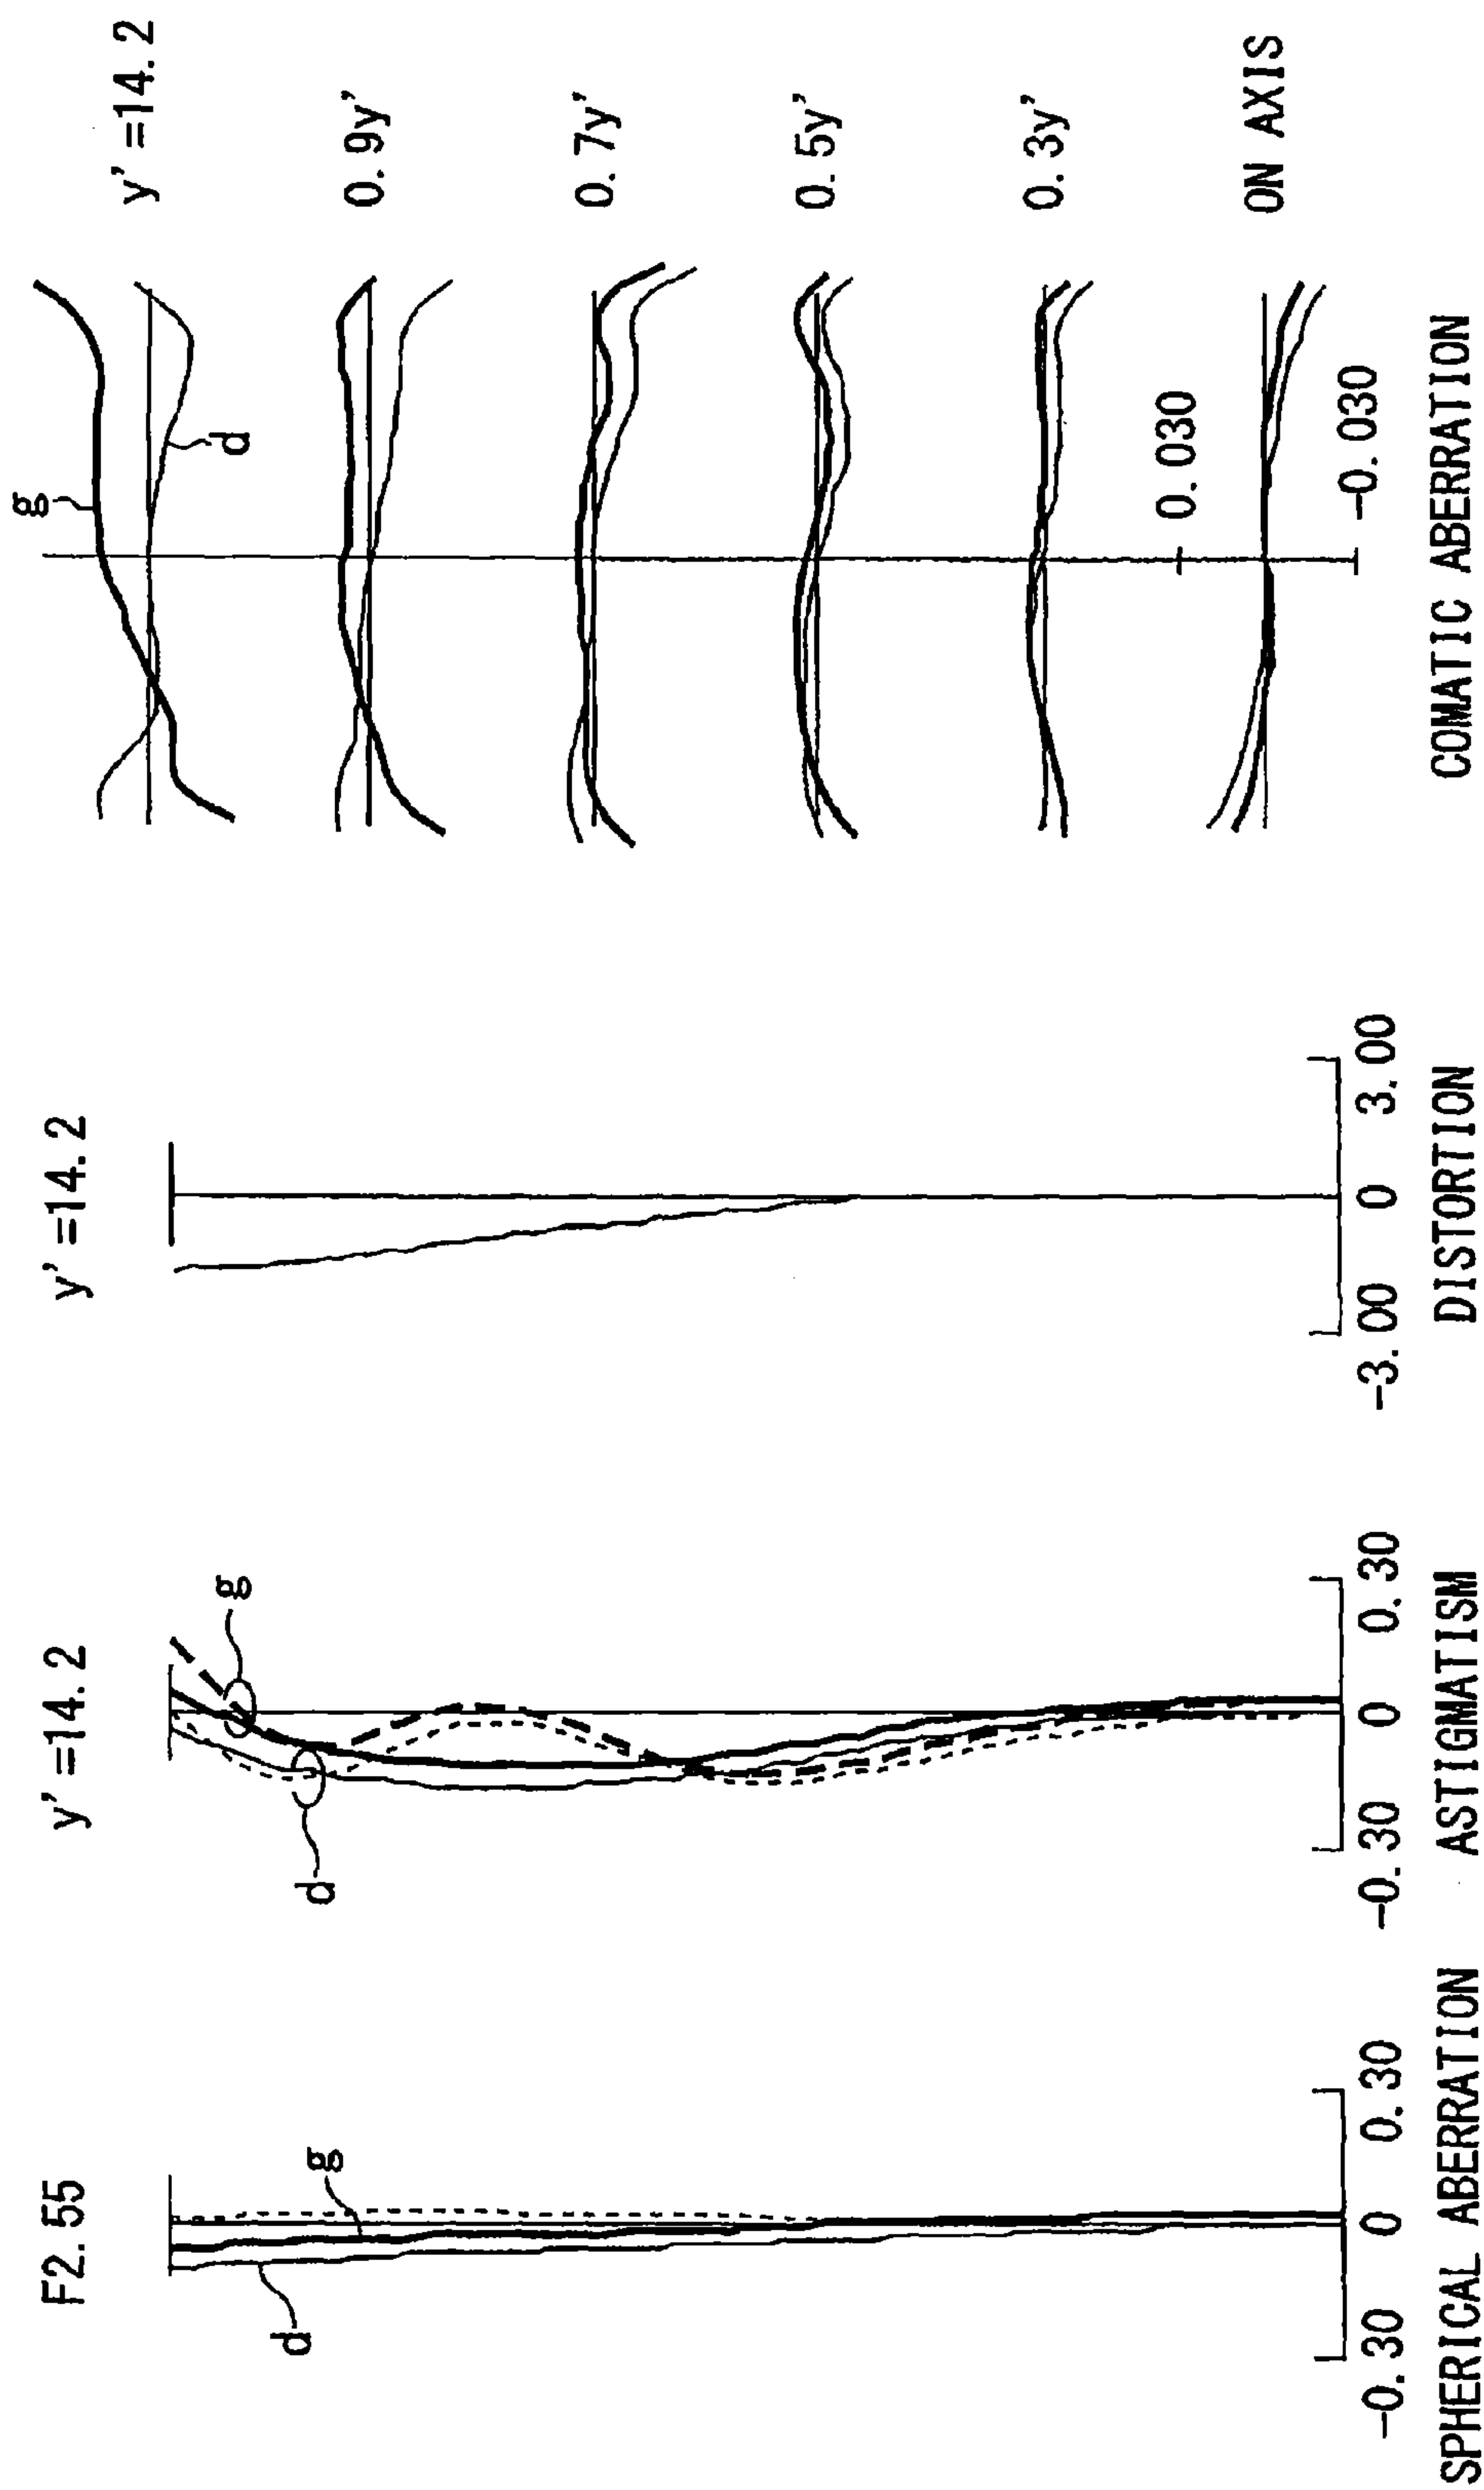 F2.55
d
g
-0.30
0
0.30
SPHERICAL ABERRATION
y'=14.2
d
g
-0.30
0
0.30
ASTIGMATISM
y'=14.2
-3.00
0
3.00
DISTORTION
g
d
y'=14.2
0.9y'
0.7y'
0.5y'
0.3y'
0.030
ON AXIS
-0.030
COMATIC ABERRATION